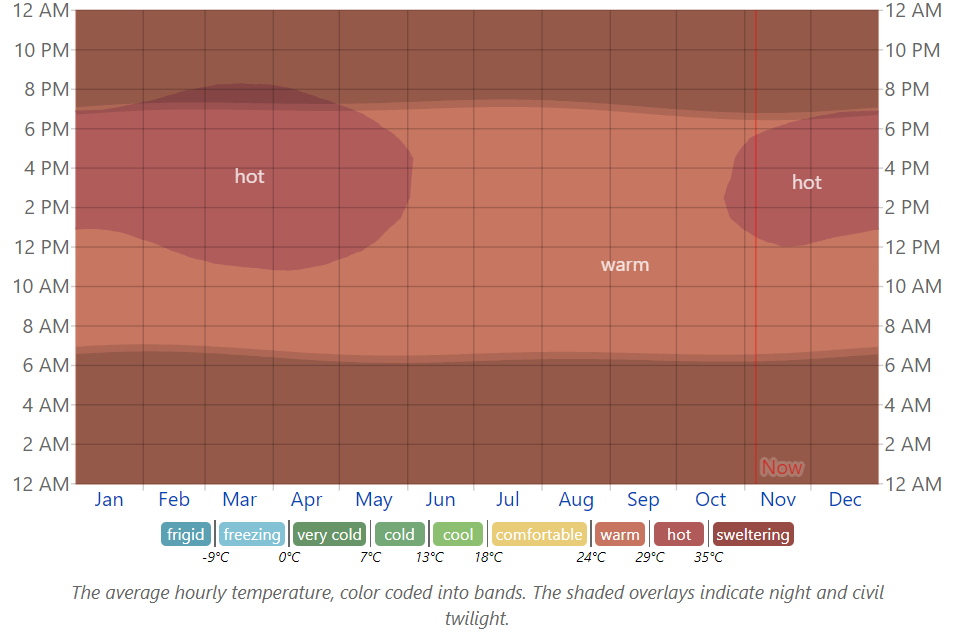 12 AM 12 AM
10 PM 10 PM
8 PM 8 PM
6 PM 6 PM
4 PM hot hot 4 PM
2 PM 2 PM
12 PM 12 PM
warm
10 AM 10 AM
8 AM 8 AM
6 AM 6 AM
4 AM 4 AM
2 AM 2 AM
Now
12 AM 12 AM
Jan Feb Mar Apr May Jun Jul Aug Sep Oct Nov Dec
frigid freezing very cold cold cool comfortable warm hot sweltering
-9°C 0°C 7°C 13°C 18°C 24°C 29°C 35°C
The average hourly temperature, color coded into bands. The shaded overlays indicate night and civil
twilight.